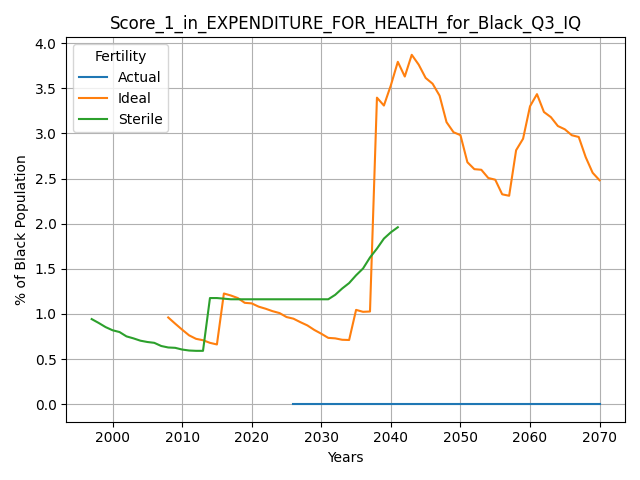 Score_1_in_EXPENDITURE_FOR_HEALTH_for_Black_Q3_IQ
Fertility
Actual
Ideal
Sterile
% of Black Population
4.0
3.5
3.0
2.5
2.0
1.5
1.0
0.5
0.0
2000 2010 2020 2030 2040 2050 2060 2070
Years